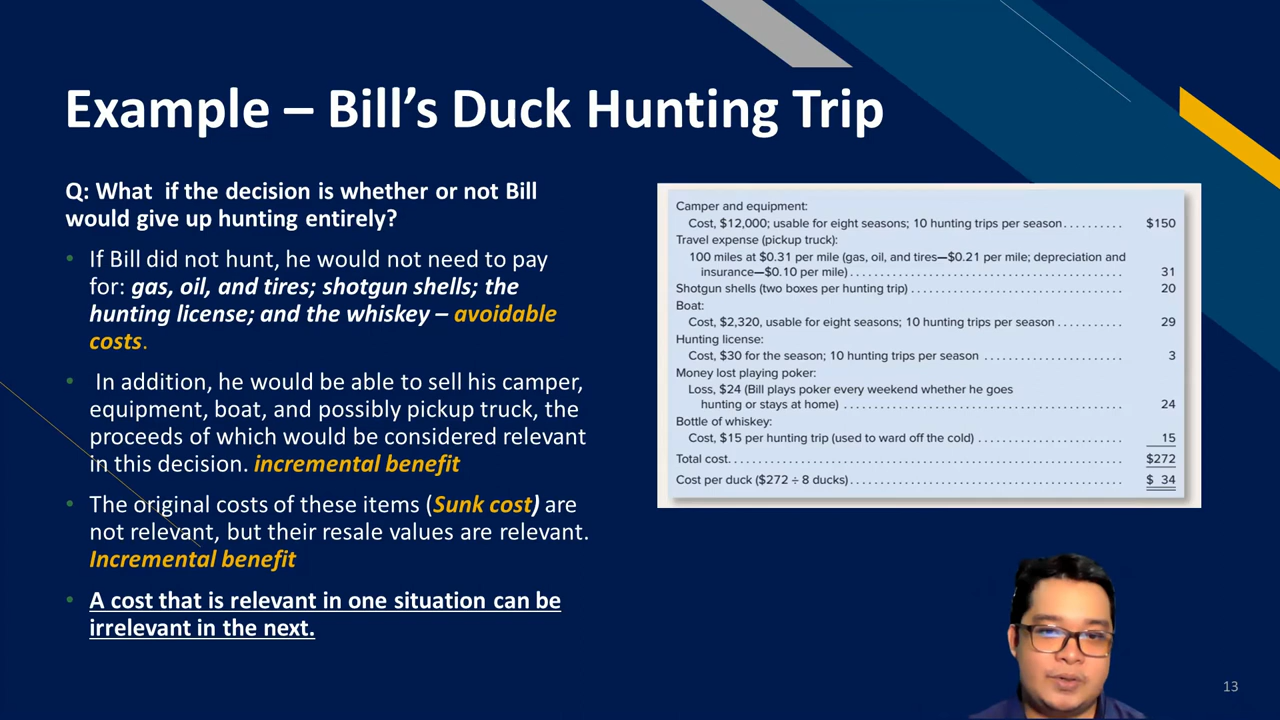 Example – Bill’s Duck Hunting Trip
Q: What  if the decision is whether or not Bill
would give up hunting entirely?
• If Bill did not hunt, he would not need to pay
for: gas, oil, and tires; shotgun shells; the
hunting license; and the whiskey – avoidable
costs.
• In addition, he would be able to sell his camper,
equipment, boat, and possibly pickup truck, the
proceeds of which would be considered relevant
in this decision. incremental benefit
• The original costs of these items (Sunk cost) are
not relevant, but their resale values are relevant.
Incremental benefit
• A cost that is relevant in one situation can be
irrelevant in the next.
Camper and equipment:
Cost, $12,000; usable for eight seasons; 10 hunting trips per season . . . . . . . . . . $150
Travel expense (pickup truck):
100 miles at $0.31 per mile (gas, oil, and tires—$0.21 per mile; depreciation and
insurance—$0.10 per mile) . . . . . . . . . . . . . . . . . . . . . . . . . . . . . . . . . . . . . . . . . . . 31
Shotgun shells (two boxes per hunting trip) . . . . . . . . . . . . . . . . . . . . . . . . . . . . . . . . . 20
Boat:
Cost, $2,320, usable for eight seasons; 10 hunting trips per season . . . . . . . . . . . 29
Hunting license:
Cost, $30 for the season; 10 hunting trips per season . . . . . . . . . . . . . . . . . . . . . . 3
Money lost playing poker:
Loss, $24 (Bill plays poker every weekend whether he goes
hunting or stays at home) . . . . . . . . . . . . . . . . . . . . . . . . . . . . . . . . . . . . . . . . . . . . 24
Bottle of whiskey:
Cost, $15 per hunting trip (used to ward off the cold) . . . . . . . . . . . . . . . . . . . . . . . 15
Total cost. . . . . . . . . . . . . . . . . . . . . . . . . . . . . . . . . . . . . . . . . . . . . . . . . . . . . . . . . . . . . . $272
Cost per duck ($272 ÷ 8 ducks) . . . . . . . . . . . . . . . . . . . . . . . . . . . . . . . . . . . . . . . . . . . $ 34
13